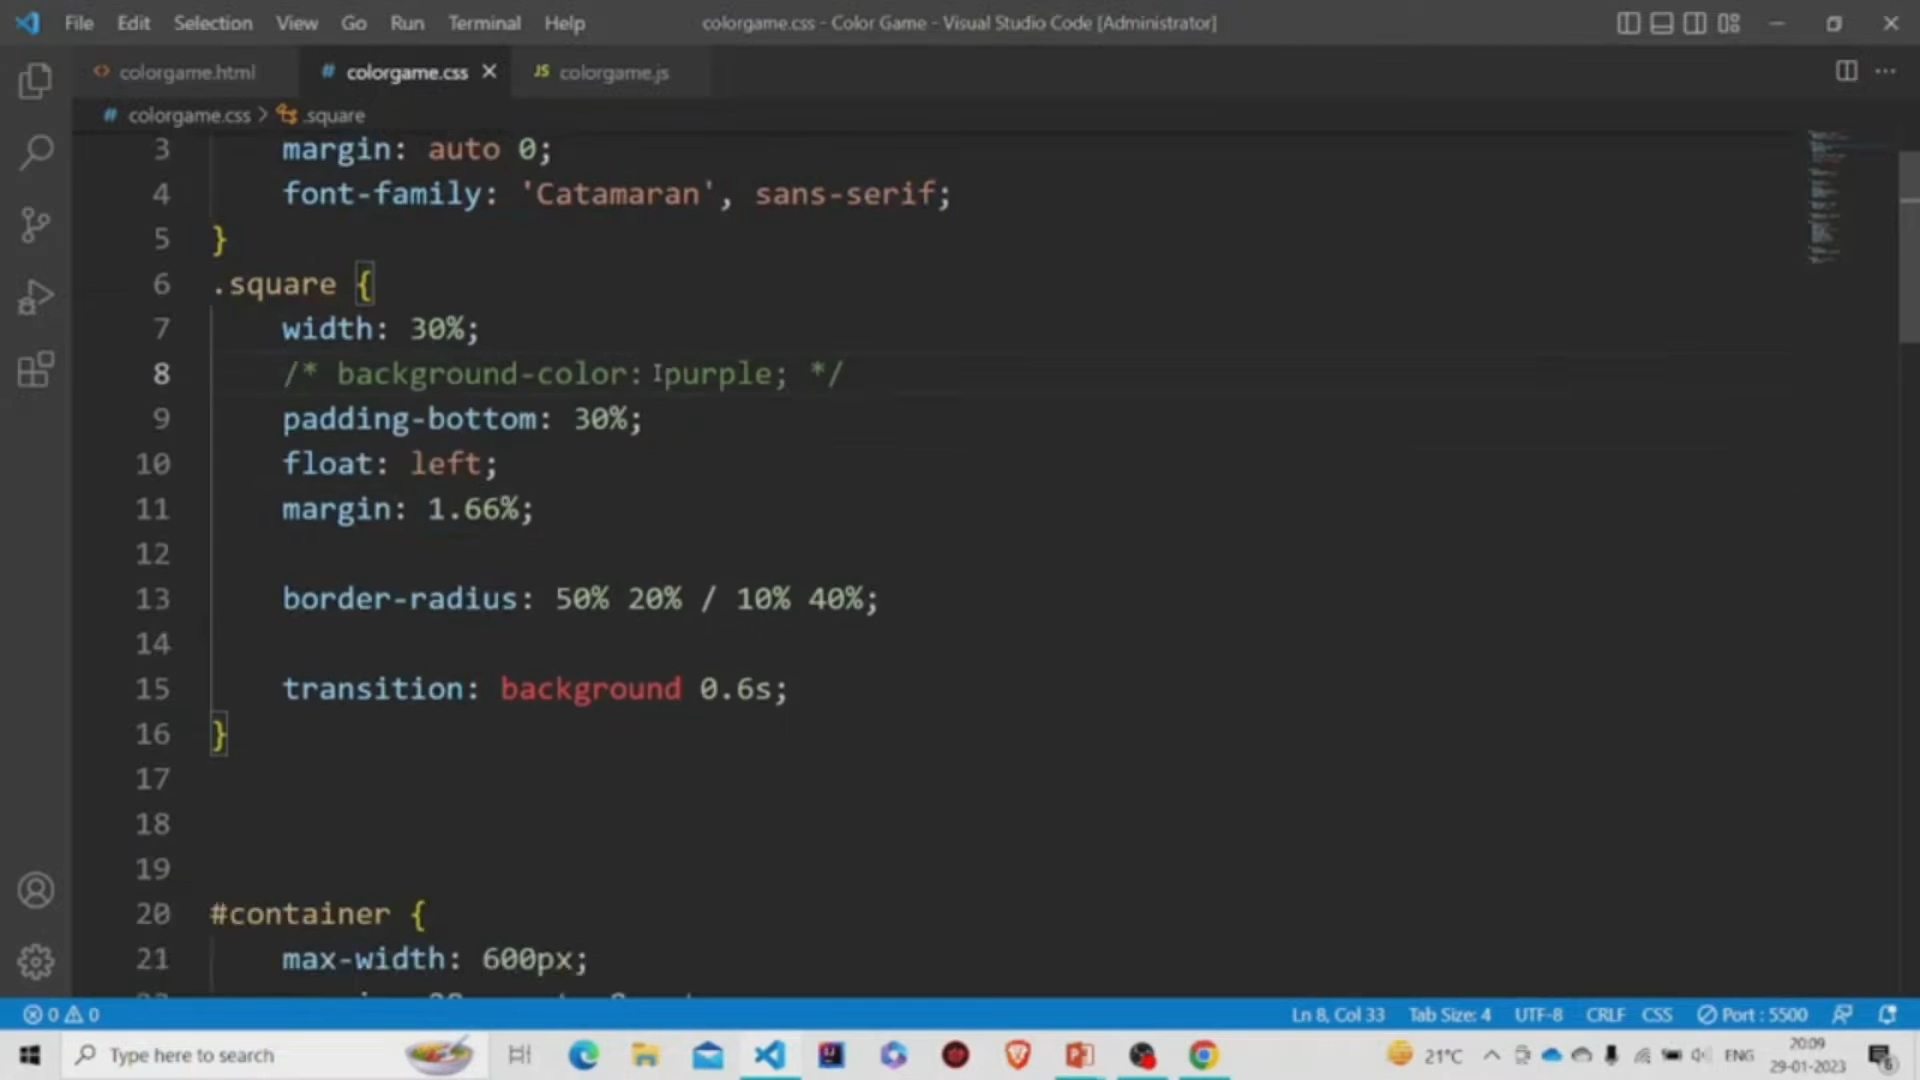 File Edit Selection View Go Run Terminal Help colorgame.css - Color Game - Visual Studio Code [Administrator]
colorgame.html # colorgame.css JS colorgame.js
# colorgame.css > .square
3 margin: auto 0;
4 font-family: 'Catamaran', sans-serif;
5 }
6 .square {
7 width: 30%;
8 /* background-color: purple; */
9 padding-bottom: 30%;
10 float: left;
11 margin: 1.66%;
12
13 border-radius: 50% 20% / 10% 40%;
14
15 transition: background 0.6s;
16 }
17
18
19
20 #container {
21 max-width: 600px;
0 0 Ln 8, Col 33 Tab Size: 4 UTF-8 CRLF CSS Port : 5500
Type here to search 21°C ENG 20:09
29-01-2023